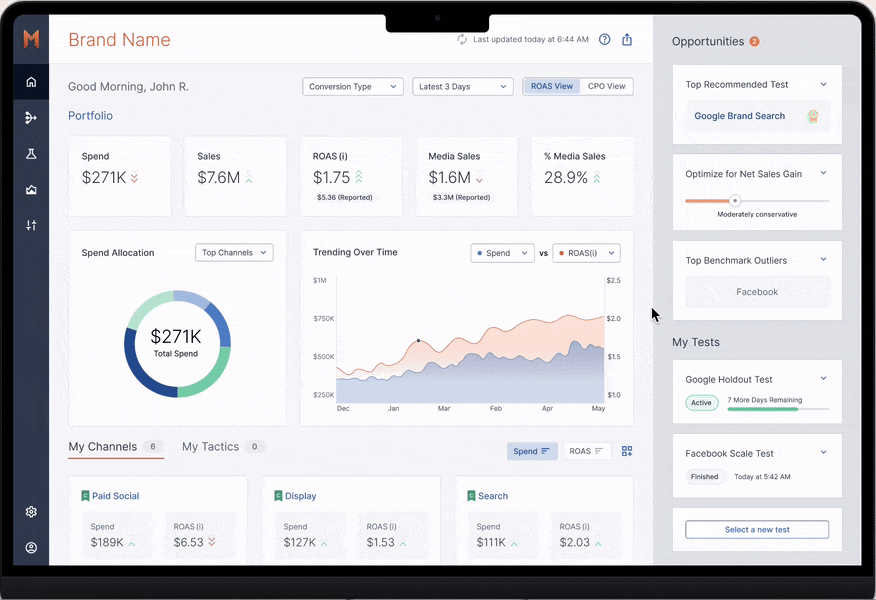 Brand Name
Last updated today at 6:44 AM
Good Morning, John R.
Conversion Type
Latest 3 Days
ROAS View
CPO View
Portfolio
Spend
$271K
Sales
$7.6M
ROAS (i)
$1.75
$5.36 (Reported)
Media Sales
$1.6M
$3.3M (Reported)
% Media Sales
28.9%
Spend Allocation
Top Channels
$271K
Total Spend
Trending Over Time
Spend
vs
ROAS(i)
$1M
$750K
$500K
$250K
$2.5
$2.0
$1.5
$1.0
Dec
Jan
Mar
Feb
Apr
May
My Channels 6
My Tactics 0
Spend
ROAS
Paid Social
Spend
$189K
ROAS (i)
$6.53
Display
Spend
$127K
ROAS (i)
$1.53
Search
Spend
$111K
ROAS (i)
$2.03
Opportunities 2
Top Recommended Test
Google Brand Search
Optimize for Net Sales Gain
Moderately conservative
Top Benchmark Outliers
Facebook
My Tests
Google Holdout Test
Active
7 More Days Remaining
Facebook Scale Test
Finished
Today at 5:42 AM
Select a new test